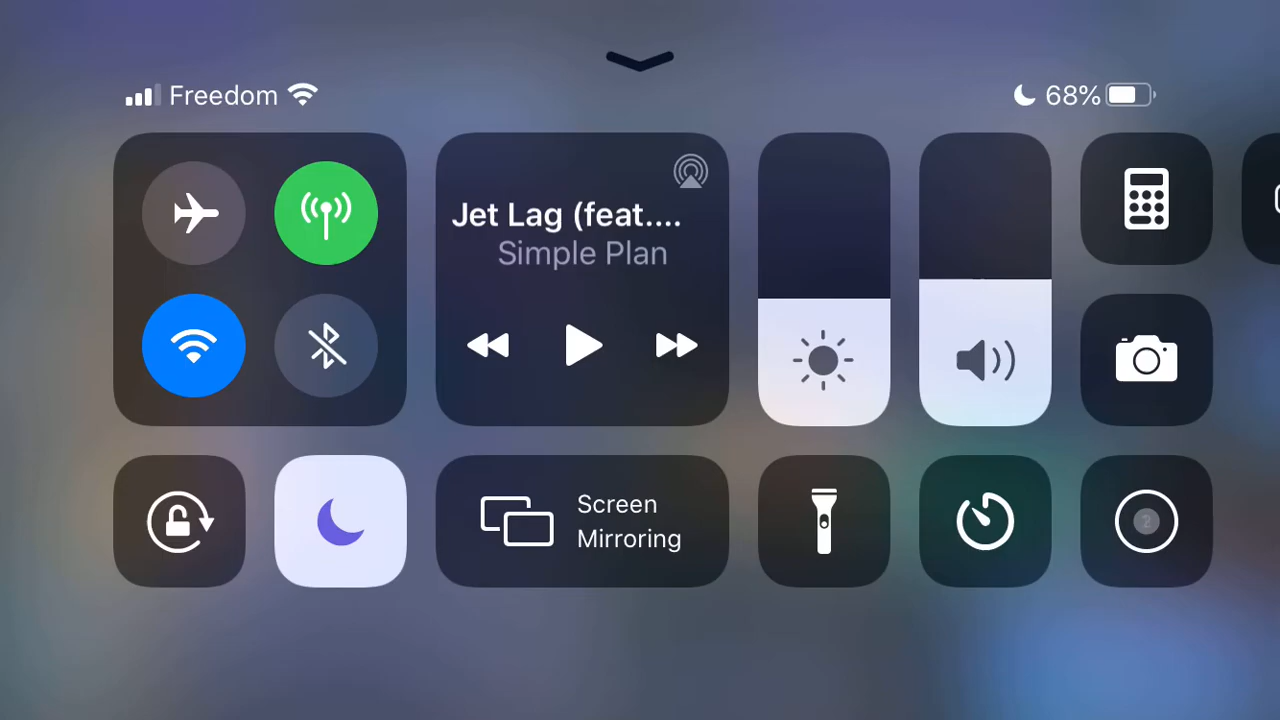 Freedom
68%
Jet Lag (feat....
Simple Plan
Screen
Mirroring